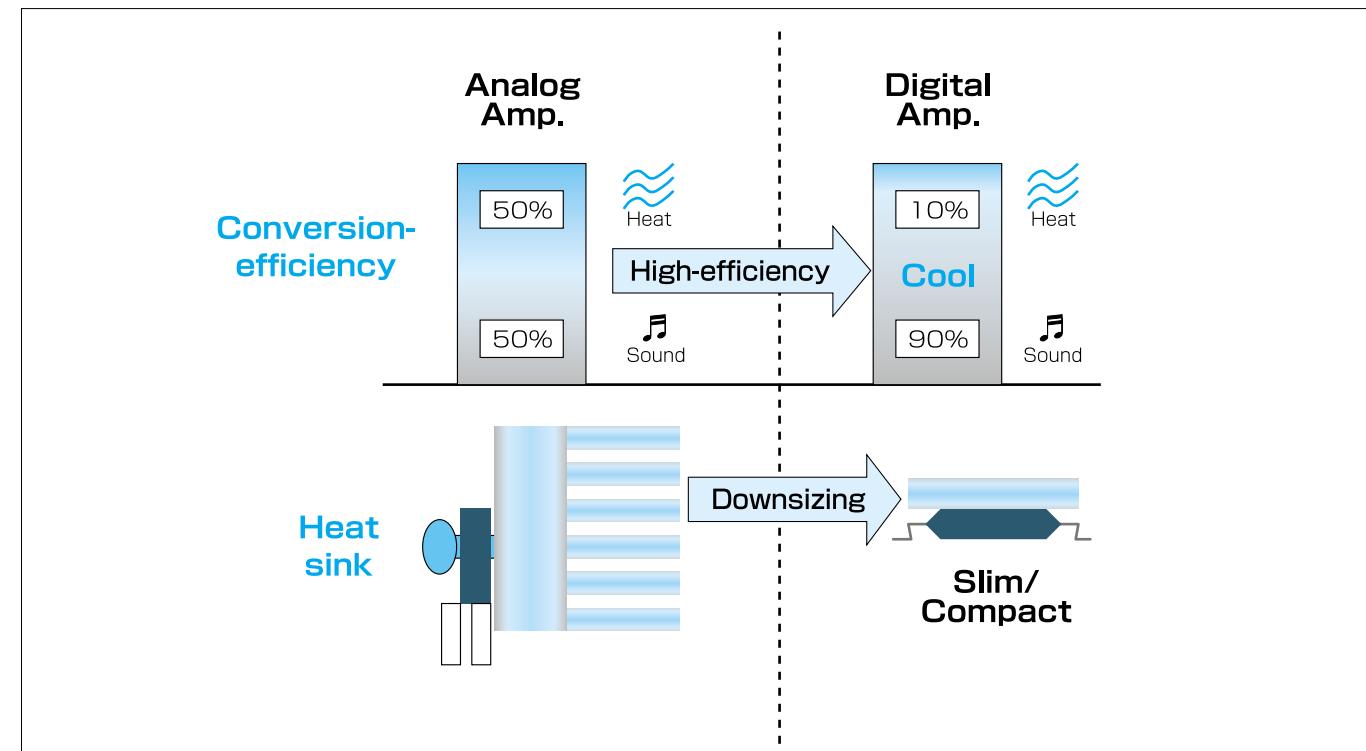 Analog
Amp.
Digital
Amp.
Conversion-
efficiency
50%
Heat
50%
Sound
High-efficiency
10%
Heat
Cool
90%
Sound
Heat
sink
Downsizing
Slim/
Compact